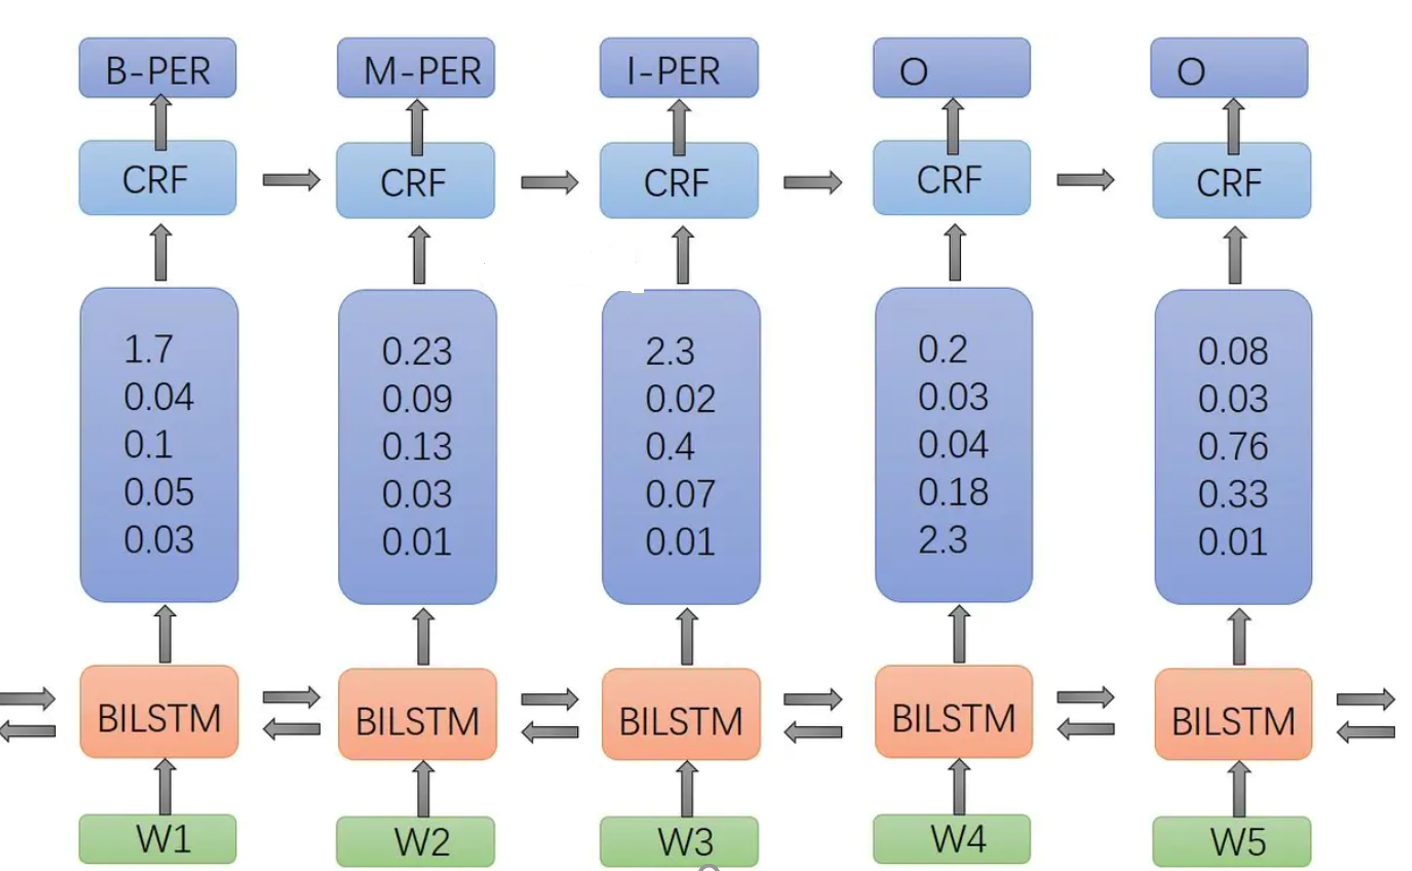 B-PER M-PER I-PER O O
CRF CRF CRF CRF CRF
1.7 0.23 2.3 0.2 0.08
0.04 0.09 0.02 0.03 0.03
0.1 0.13 0.4 0.04 0.76
0.05 0.03 0.07 0.18 0.33
0.03 0.01 0.01 2.3 0.01
BILSTM BILSTM BILSTM BILSTM BILSTM
W1 W2 W3 W4 W5